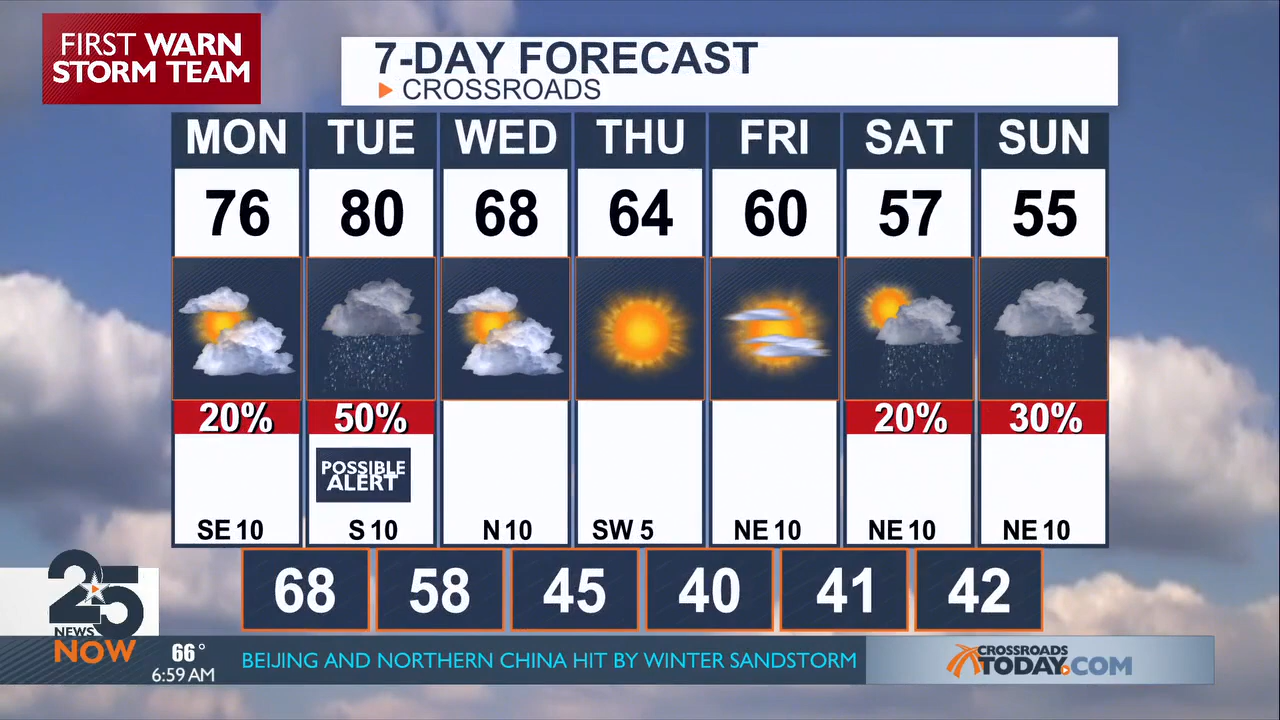 FIRST WARN
STORM TEAM
7-DAY FORECAST
CROSSROADS
MON TUE WED THU FRI SAT SUN
76 80 68 64 60 57 55
20% 50% 20% 30%
POSSIBLE
ALERT
SE 10 S 10 N 10 SW 5 NE 10 NE 10 NE 10
68 58 45 40 41 42
25
NEWS
NOW
66°
6:59 AM
BEIJING AND NORTHERN CHINA HIT BY WINTER SANDSTORM
CROSSROADS
TODAY.COM